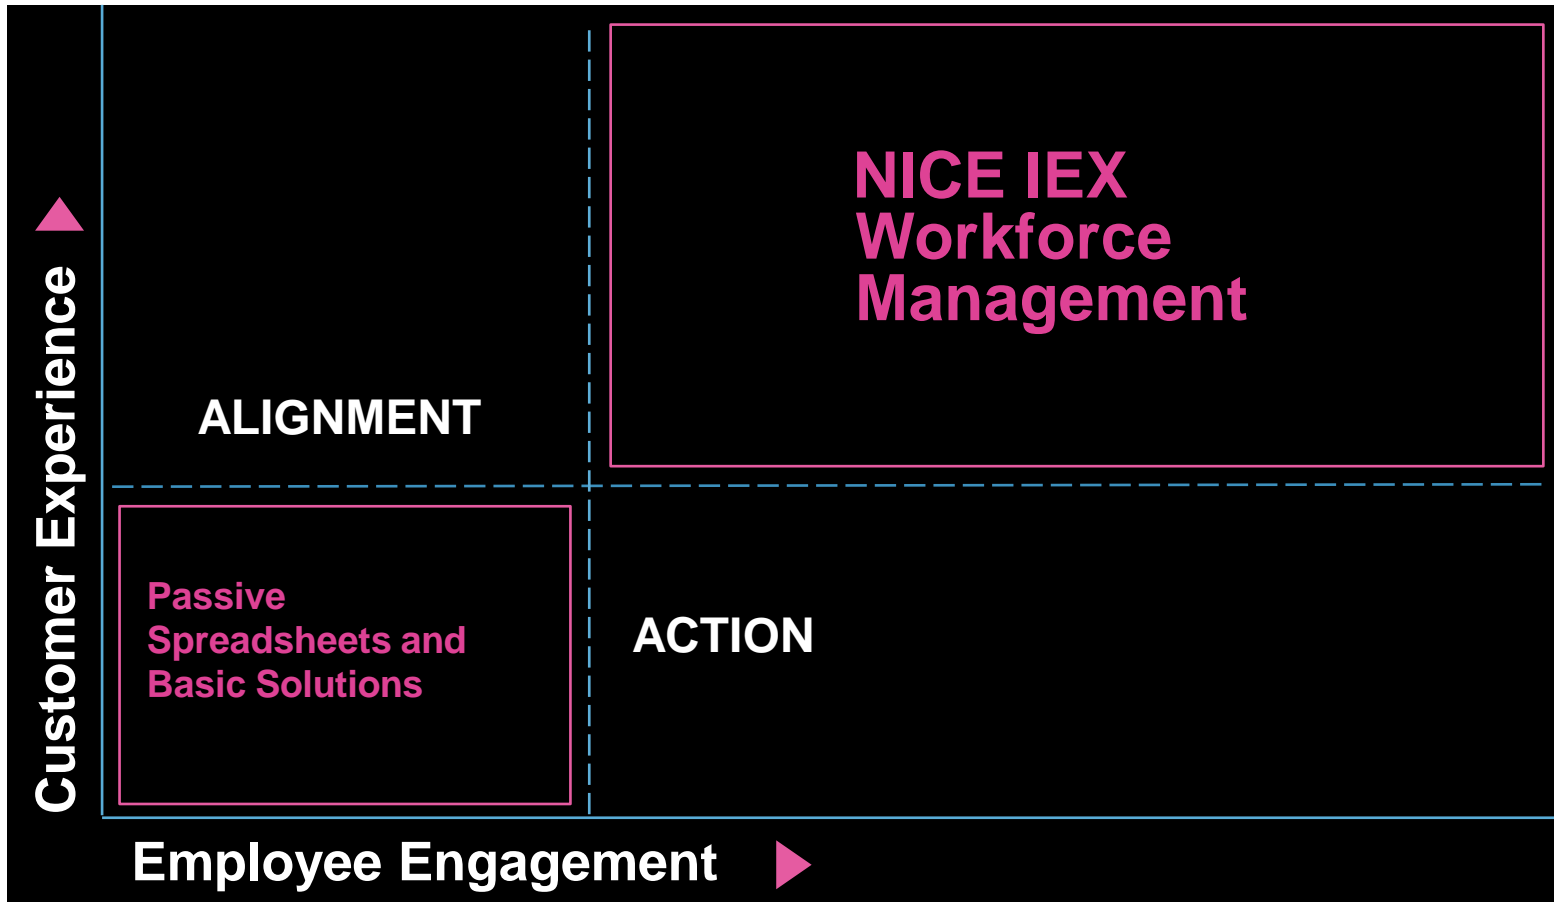 NICE IEX
Workforce
Management
ALIGNMENT
Customer Experience
Passive
Spreadsheets and
Basic Solutions
ACTION
Employee Engagement